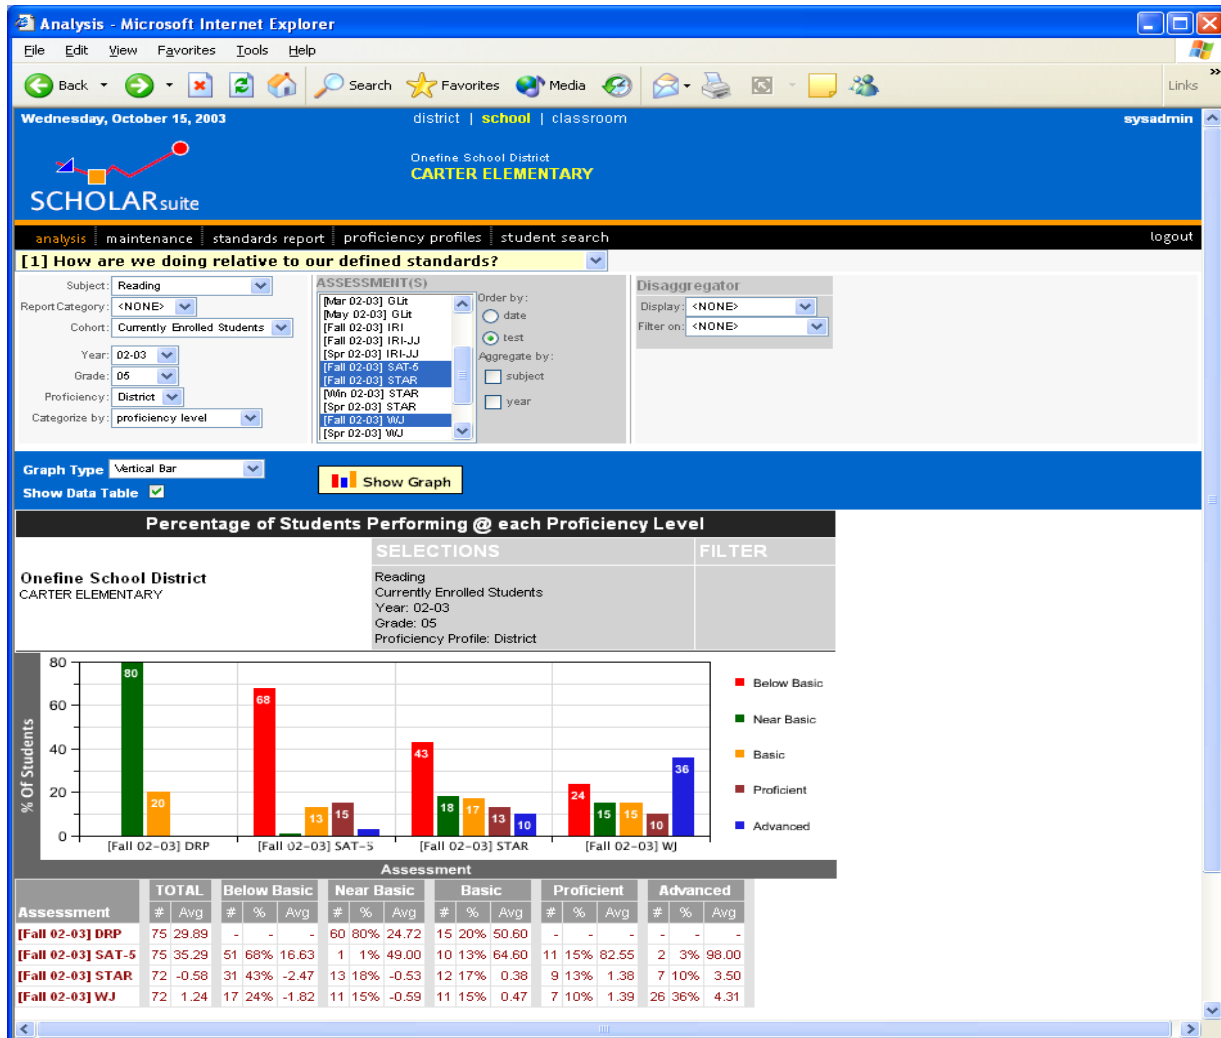 Analysis - Microsoft Internet Explorer
File Edit View Favorites Tools Help
Back Search Favorites Media Links »
Wednesday, October 15, 2003 district | school | classroom sysadmin
Onefine School District
CARTER ELEMENTARY
SCHOLARsuite
analysis maintenance standards report proficiency profiles student search logout
[1] How are we doing relative to our defined standards?
Subject: Reading
Report Category: <NONE>
Cohort: Currently Enrolled Students
Year: 02-03
Grade: 05
Proficiency: District
Categorize by: proficiency level
ASSESSMENT(S)
[Mar 02-03] GLit
[May 02-03] GLit
[Fall 02-03] IRI
[Fall 02-03] IRI-JJ
[Spr 02-03] IRI-JJ
[Fall 02-03] SAT-5
[Fall 02-03] STAR
[Win 02-03] STAR
[Spr 02-03] STAR
[Fall 02-03] WJ
[Spr 02-03] WJ
Order by:
date
test
Aggregate by:
subject
year
Disaggregator
Display: <NONE>
Filter on: <NONE>
Graph Type Vertical Bar
Show Data Table
Show Graph
Percentage of Students Performing @ each Proficiency Level
SELECTIONS FILTER
Onefine School District
CARTER ELEMENTARY
Reading
Currently Enrolled Students
Year: 02-03
Grade: 05
Proficiency Profile: District
% Of Students
80
60
40
20
0
80 20
68 13 15
43 18 17 13 10
24 15 15 10 36
[Fall 02-03] DRP [Fall 02-03] SAT-5 [Fall 02-03] STAR [Fall 02-03] WJ
Below Basic
Near Basic
Basic
Proficient
Advanced
Assessment
TOTAL Below Basic Near Basic Basic Proficient Advanced
Assessment # Avg # % Avg # % Avg # % Avg # % Avg # % Avg
[Fall 02-03] DRP 75 29.89 - - - 60 80% 24.72 15 20% 50.60 - - - - - -
[Fall 02-03] SAT-5 75 35.29 51 68% 16.63 1 1% 49.00 10 13% 64.60 11 15% 82.55 2 3% 98.00
[Fall 02-03] STAR 72 -0.58 31 43% -2.47 13 18% -0.53 12 17% 0.38 9 13% 1.38 7 10% 3.50
[Fall 02-03] WJ 72 1.24 17 24% -1.82 11 15% -0.59 11 15% 0.47 7 10% 1.39 26 36% 4.31